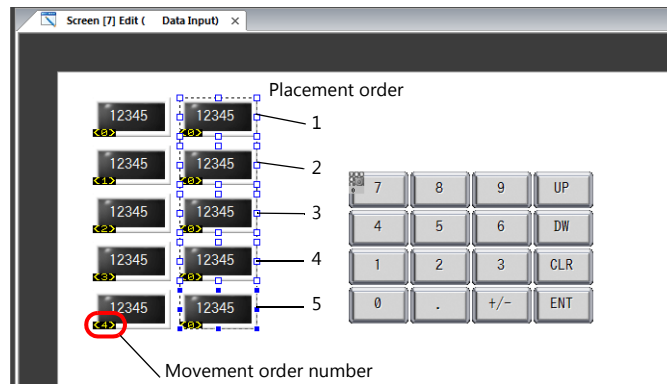 Screen [7] Edit ( Data Input) ×
Placement order
12345 12345 1
<0> <0>
12345 12345 2
<1> <0>
7 8 9 UP
12345 12345 3
<2> <0>
4 5 6 DW
12345 12345 4
<3> <0>
1 2 3 CLR
12345 12345 5
<4> <0>
0 . +/- ENT
Movement order number